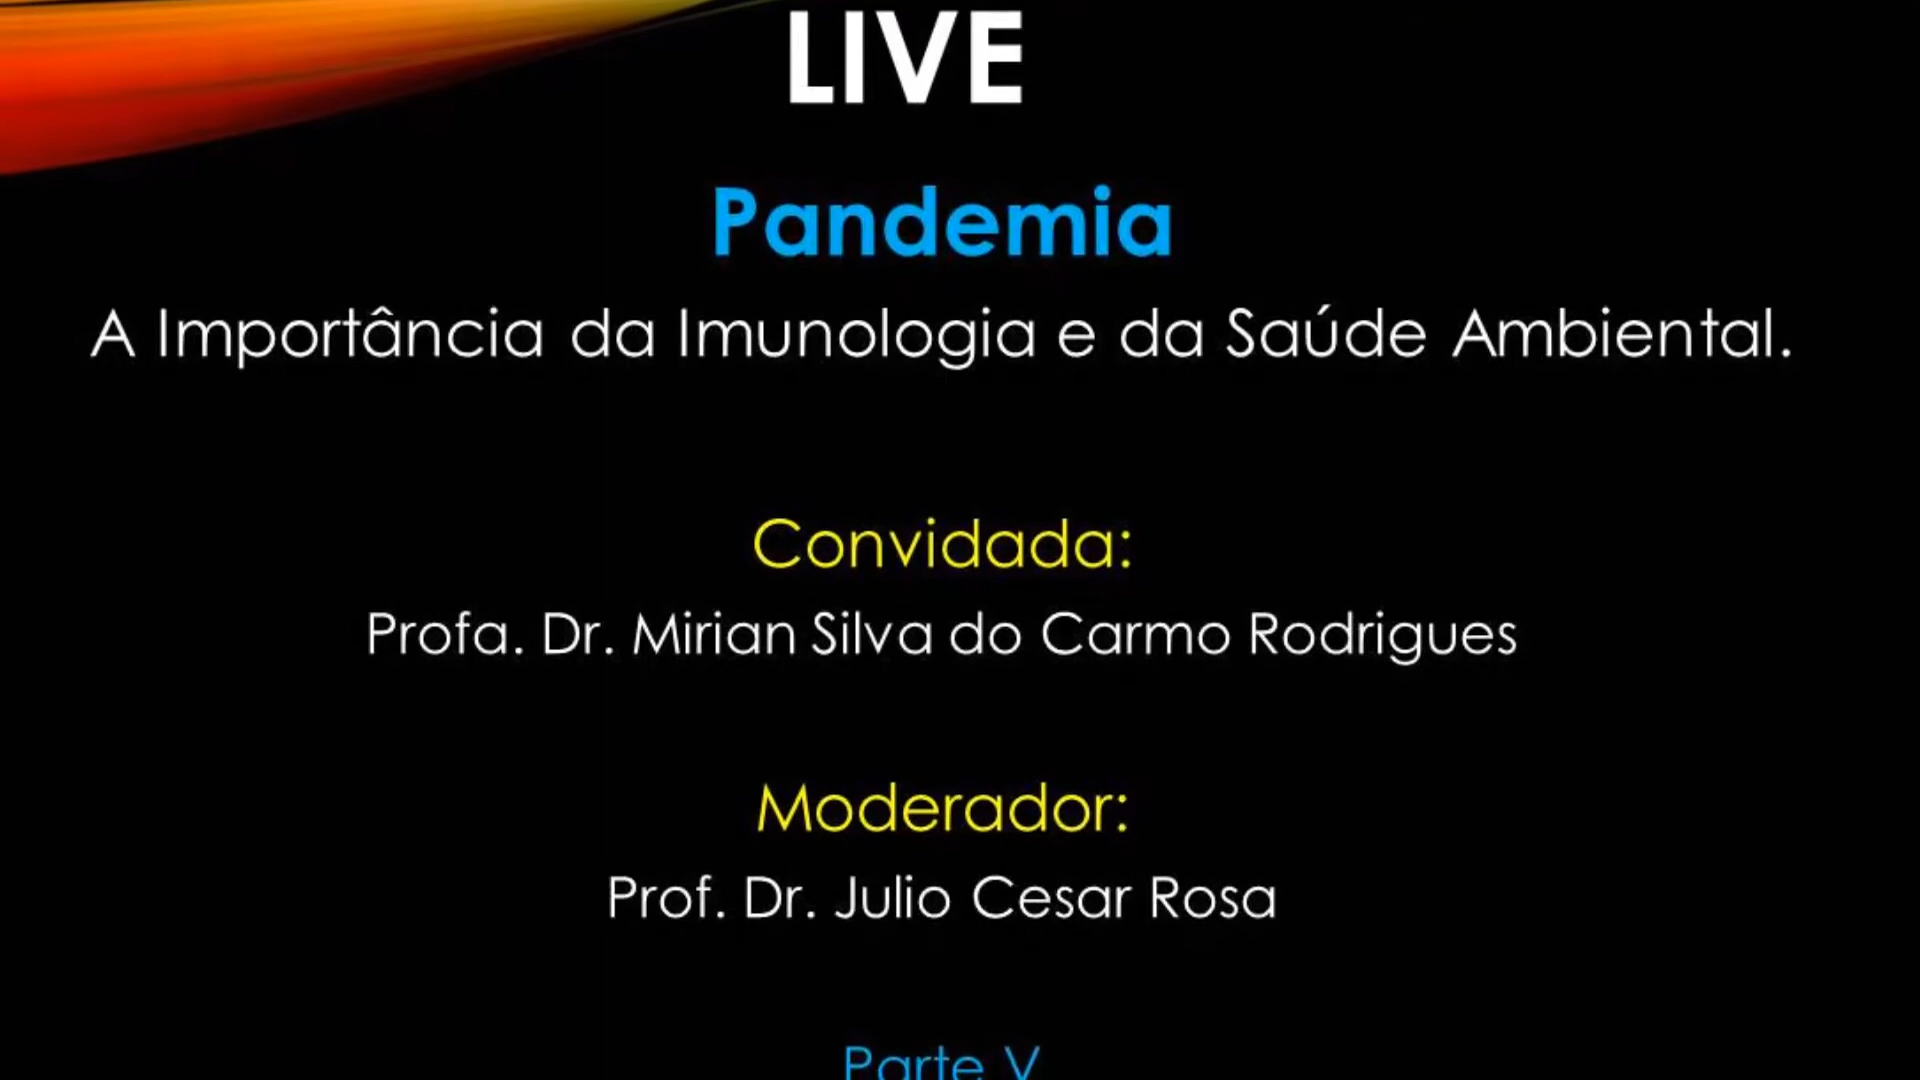 LIVE
Pandemia
A Importância da Imunologia e da Saúde Ambiental.
Convidada:
Profa. Dr. Mirian Silva do Carmo Rodrigues
Moderador:
Prof. Dr. Julio Cesar Rosa
Parte V